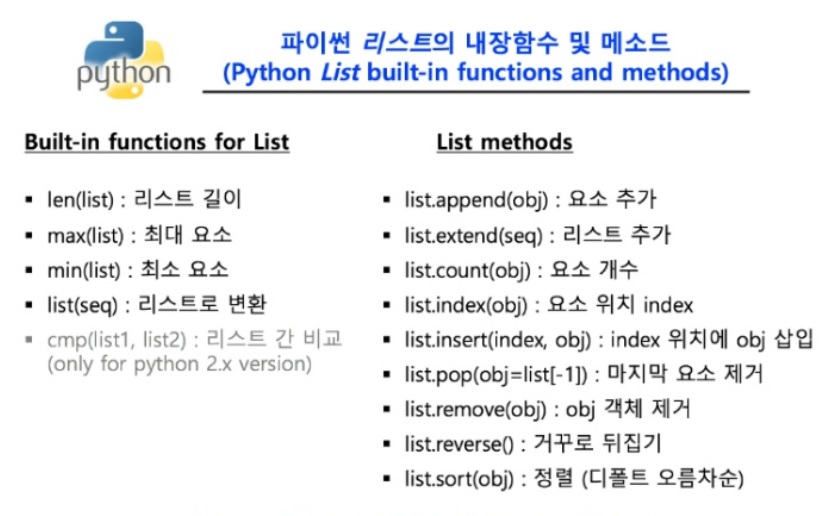 python
파이썬 리스트의 내장함수 및 메소드
(Python List built-in functions and methods)
Built-in functions for List
▪ len(list) : 리스트 길이
▪ max(list) : 최대 요소
▪ min(list) : 최소 요소
▪ list(seq) : 리스트로 변환
▪ cmp(list1, list2) : 리스트 간 비교
(only for python 2.x version)
List methods
▪ list.append(obj) : 요소 추가
▪ list.extend(seq) : 리스트 추가
▪ list.count(obj) : 요소 개수
▪ list.index(obj) : 요소 위치 index
▪ list.insert(index, obj) : index 위치에 obj 삽입
▪ list.pop(obj=list[-1]) : 마지막 요소 제거
▪ list.remove(obj) : obj 객체 제거
▪ list.reverse() : 거꾸로 뒤집기
▪ list.sort(obj) : 정렬 (디폴트 오름차순)